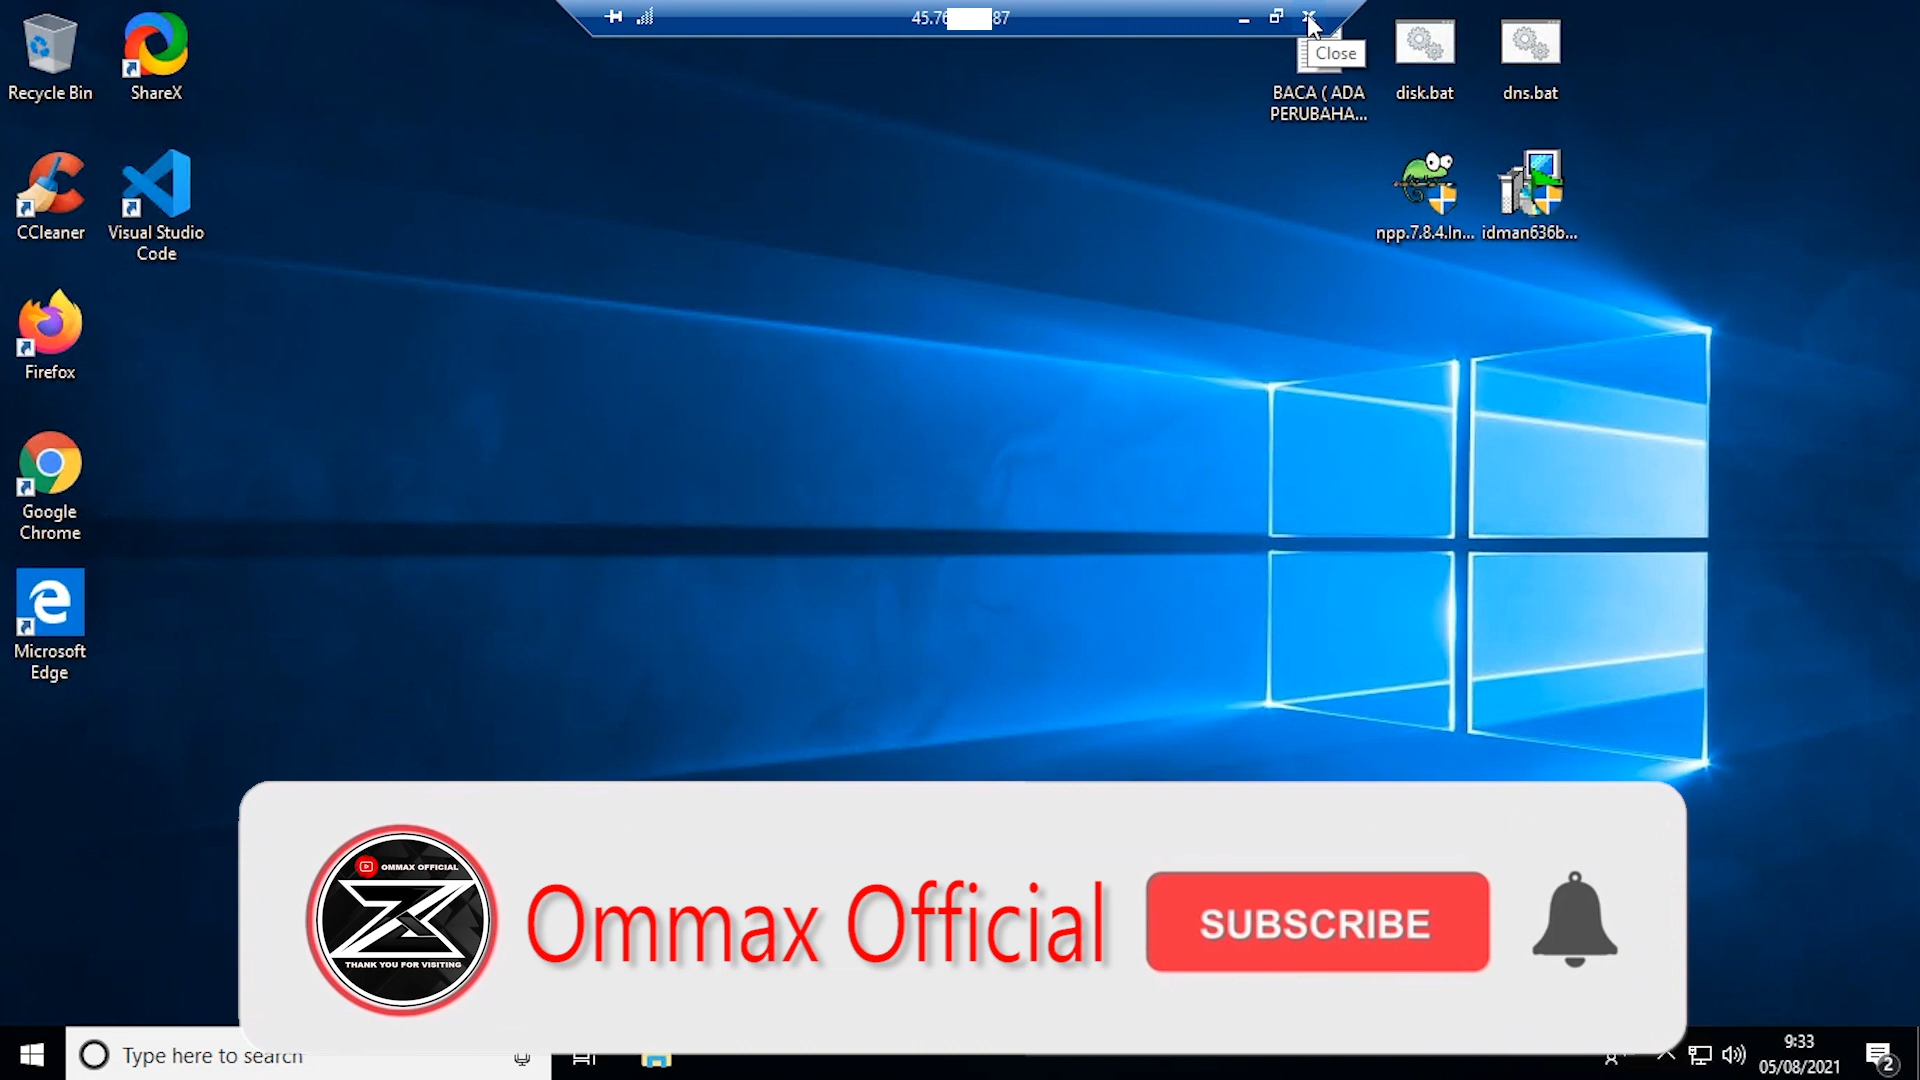 45.76
87
Close
Recycle Bin
ShareX
BACA ( ADA
PERUBAHA...
disk.bat
dns.bat
CCleaner
Visual Studio
Code
npp.7.8.4.In...
idman636b...
Firefox
Google
Chrome
Microsoft
Edge
OMMAX OFFICIAL
THANK YOU FOR VISITING
Ommax Official
SUBSCRIBE
Type here to search
9:33
05/08/2021
2